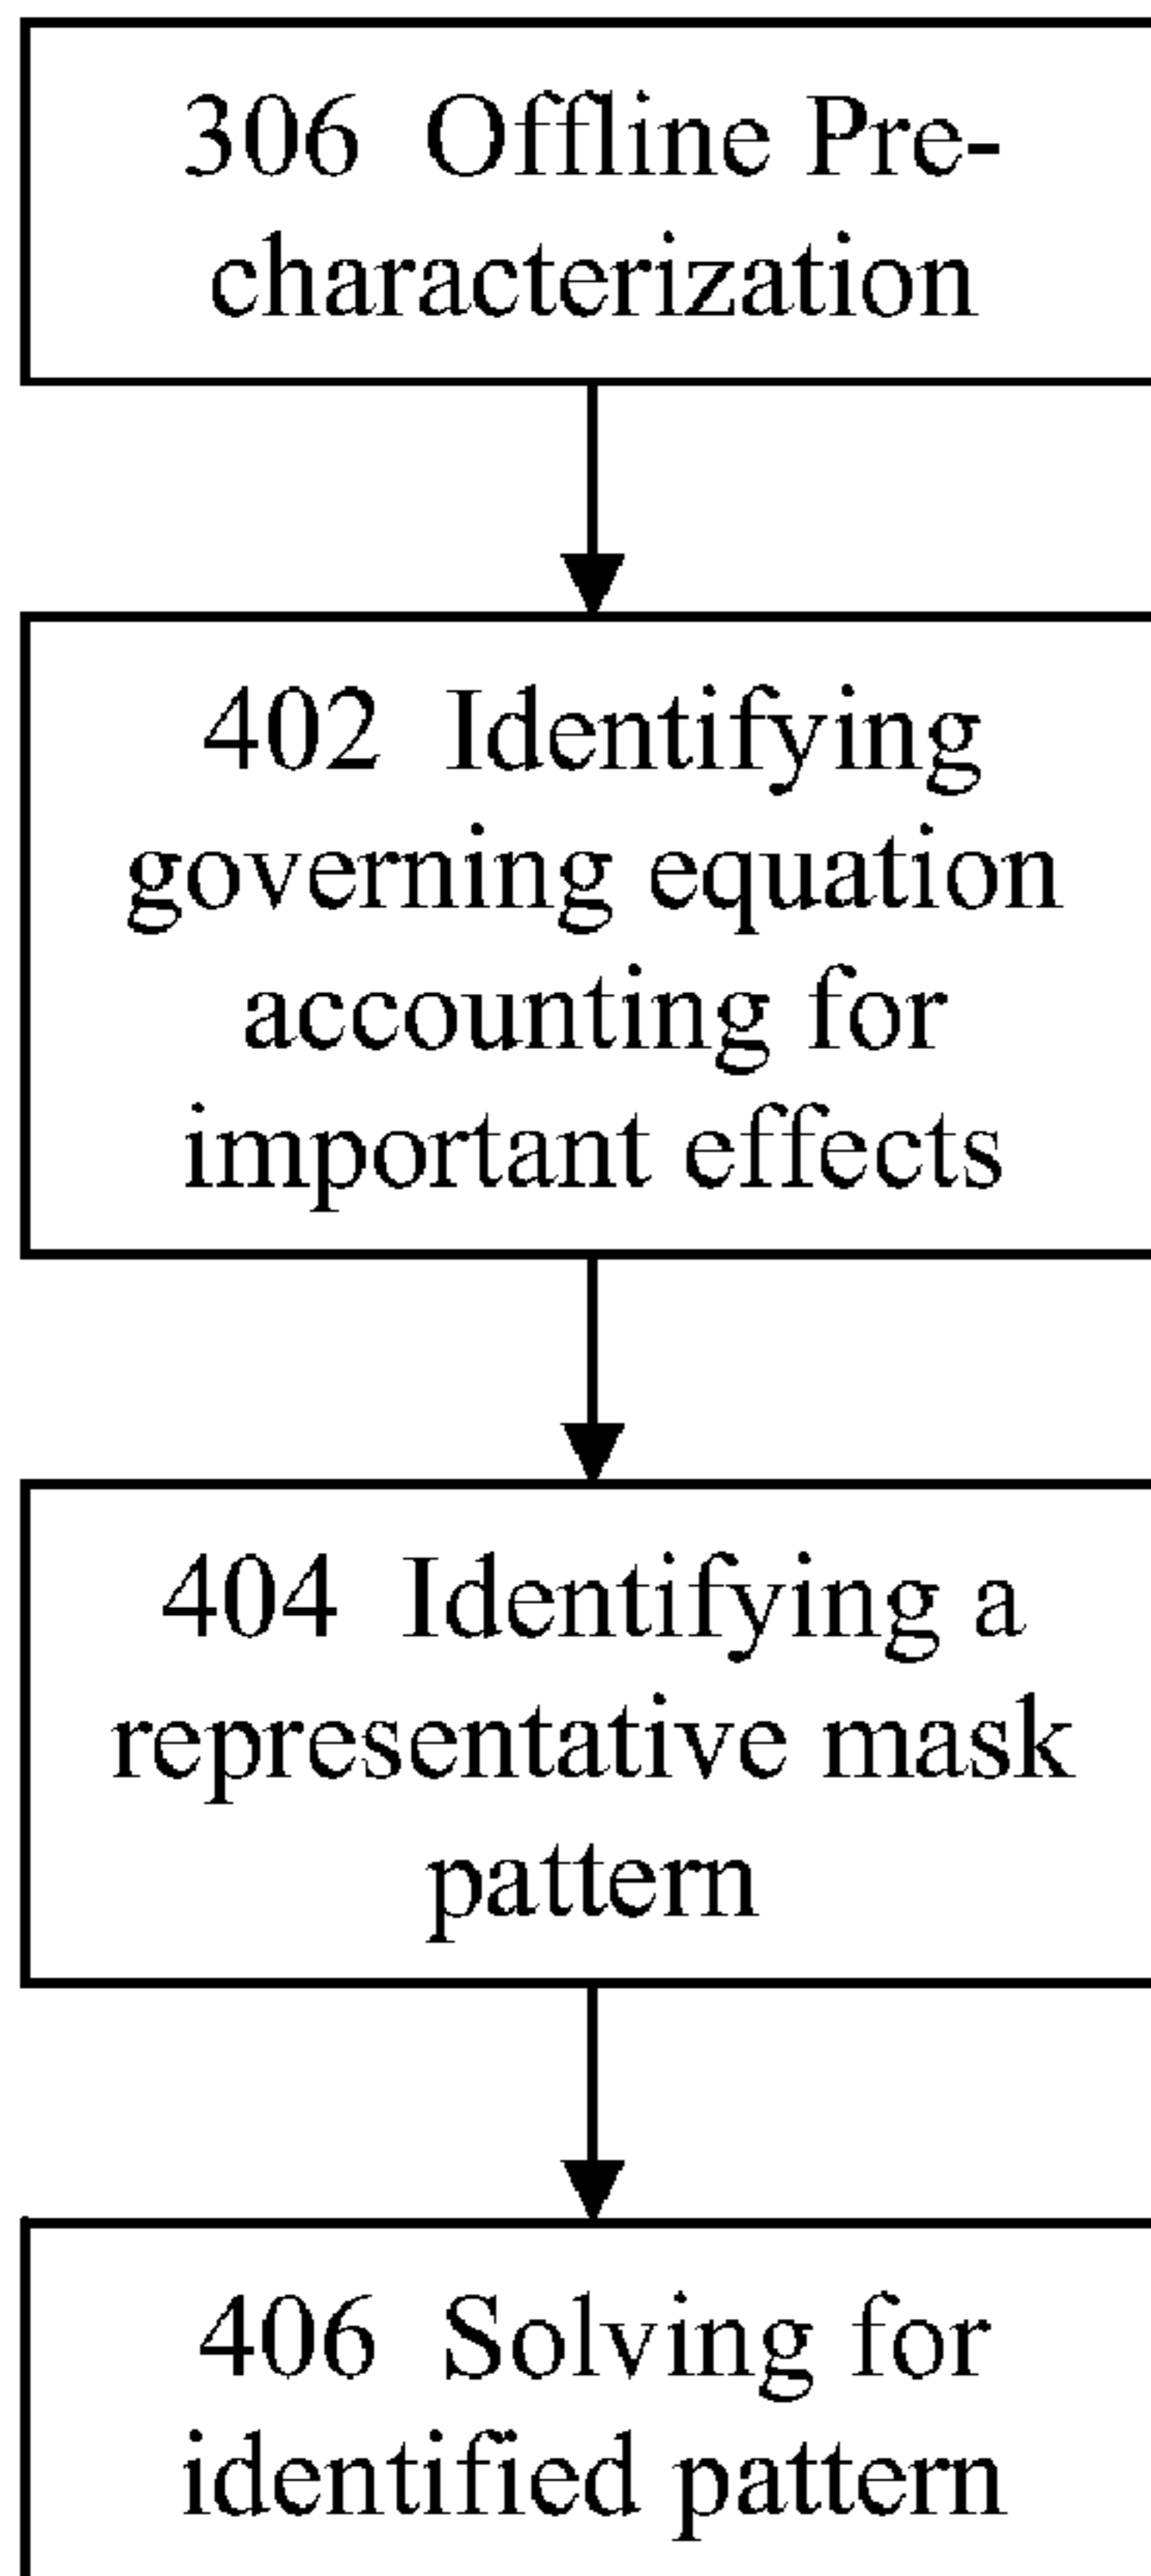 306 Offline Pre-
characterization
402 Identifying
governing equation
accounting for
important effects
404 Identifying a
representative mask
pattern
406 Solving for
identified pattern